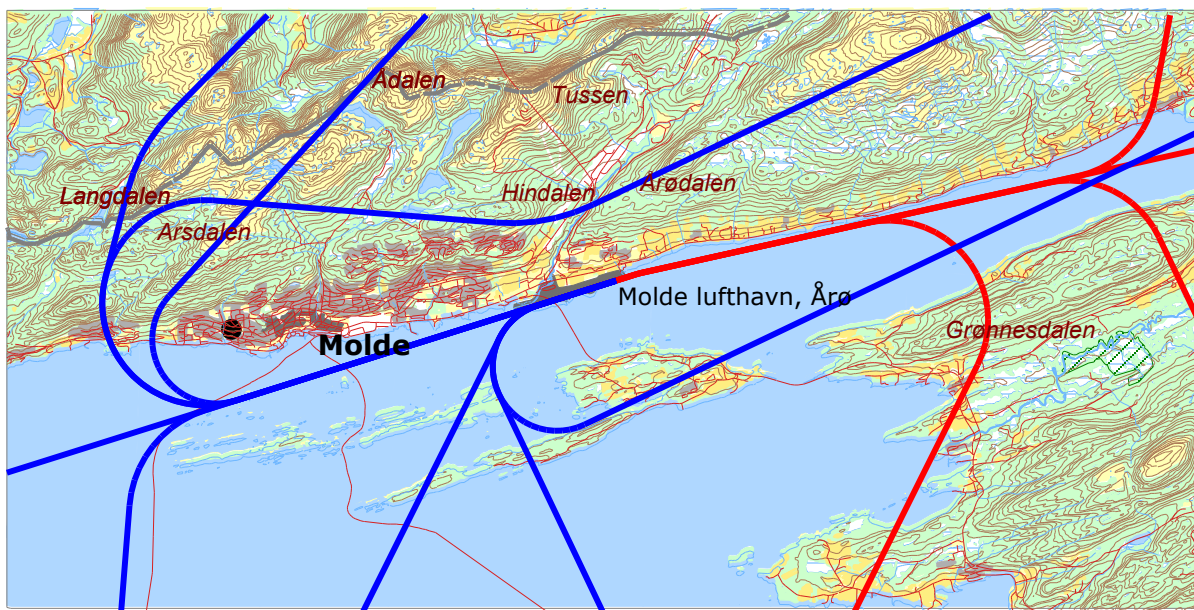 Ådalen
Tussen
Langdalen
Hindalen
Årødalen
Arsdalen
Molde lufthavn, Årø
Grønnesdalen
Molde